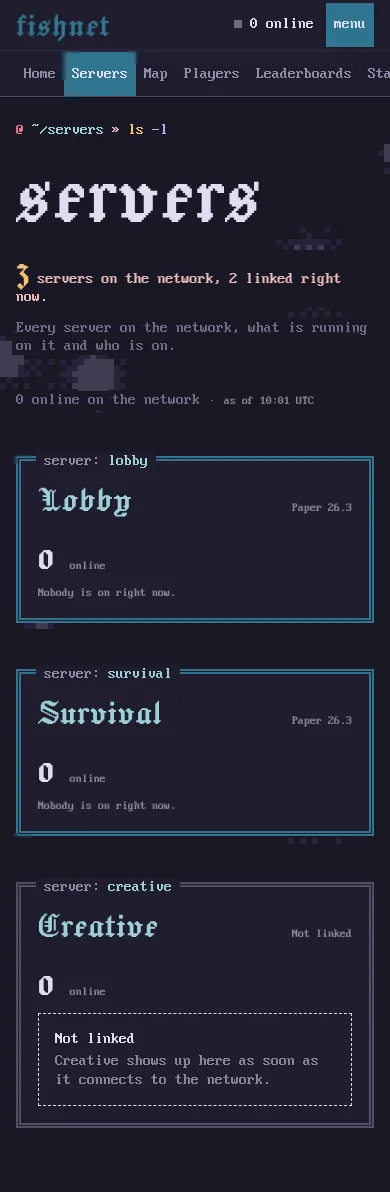 fishnet
0 online
menu
Home Servers Map Players Leaderboards Sta
@ ~/servers » ls -l
servers
3 servers on the network, 2 linked right
now.
Every server on the network, what is running
on it and who is on.
0 online on the network · as of 10:01 UTC
server: lobby
Lobby
Paper 26.3
0 online
Nobody is on right now.
server: survival
Survival
Paper 26.3
0 online
Nobody is on right now.
server: creative
Creative
Not linked
0 online
Not linked
Creative shows up here as soon as
it connects to the network.